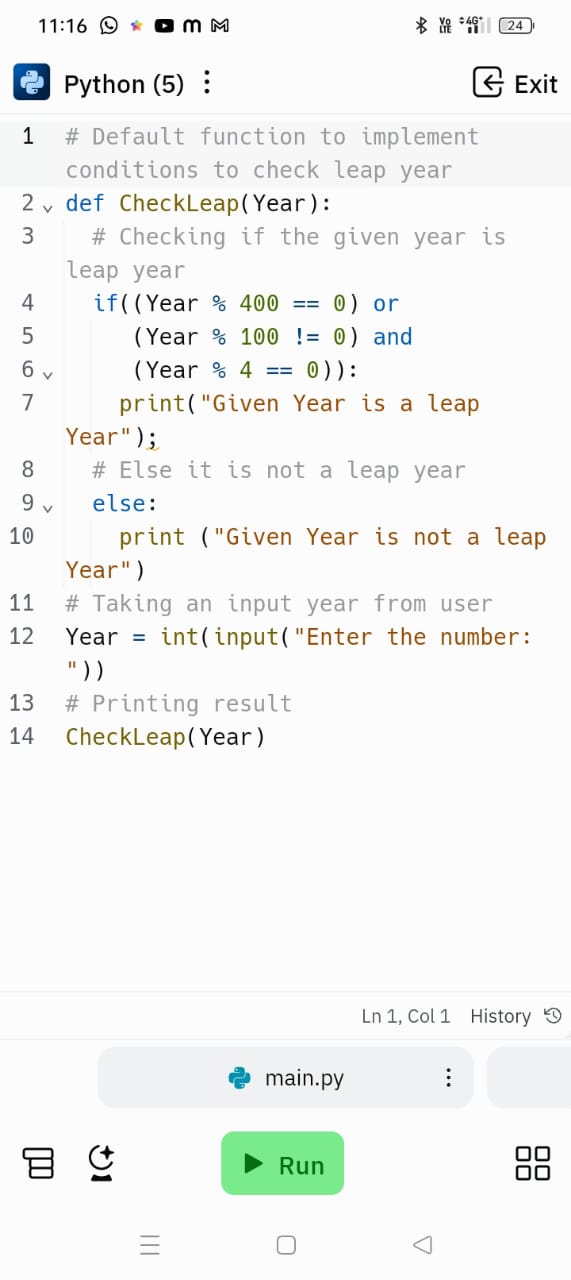 11:16
Vo LTE 4G 24
Python (5) Exit
1 # Default function to implement
conditions to check leap year
2 def CheckLeap(Year):
3 # Checking if the given year is
leap year
4 if((Year % 400 == 0) or
5 (Year % 100 != 0) and
6 (Year % 4 == 0)):
7 print("Given Year is a leap
Year");
8 # Else it is not a leap year
9 else:
10 print ("Given Year is not a leap
Year")
11 # Taking an input year from user
12 Year = int(input("Enter the number:
"))
13 # Printing result
14 CheckLeap(Year)
Ln 1, Col 1 History
main.py
Run